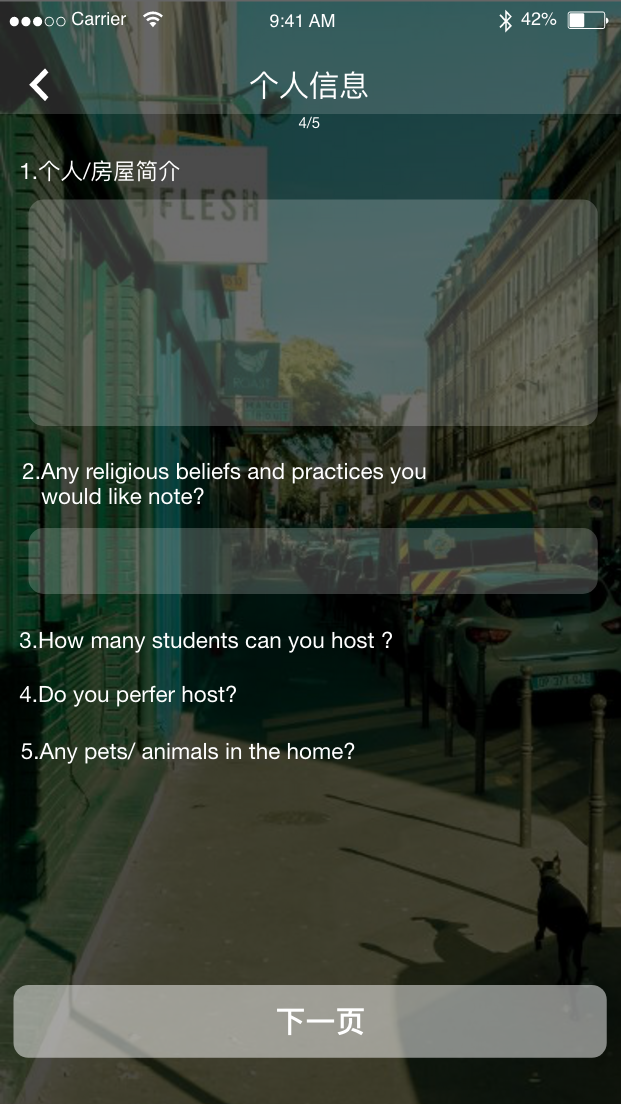 Carrier
9:41 AM
42%
个人信息
4/5
1.个人/房屋简介
FLESH
ROAST
2.Any religious beliefs and practices you
would like note?
3.How many students can you host ?
4.Do you perfer host?
5.Any pets/ animals in the home?
下一页